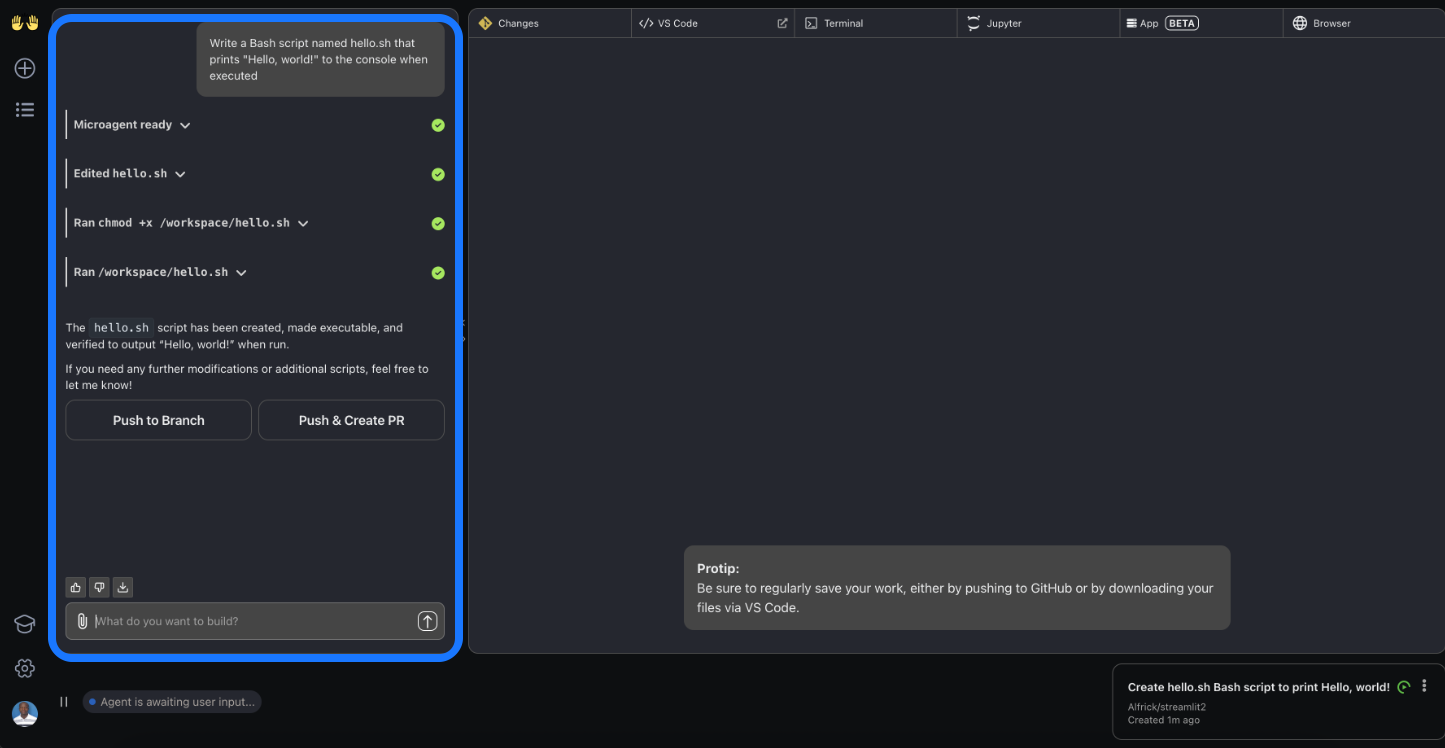 Write a Bash script named hello.sh that
prints "Hello, world!" to the console when
executed
Microagent ready
Edited hello.sh
Ran chmod +x /workspace/hello.sh
Ran /workspace/hello.sh
The hello.sh script has been created, made executable, and
verified to output “Hello, world!” when run.
If you need any further modifications or additional scripts, feel free to
let me know!
Push to Branch
Push & Create PR
What do you want to build?
Agent is awaiting user input...
Changes
VS Code
Terminal
Jupyter
App BETA
Browser
Protip:
Be sure to regularly save your work, either by pushing to GitHub or by downloading your
files via VS Code.
Create hello.sh Bash script to print Hello, world!
Alfrick/streamlit2
Created 1m ago